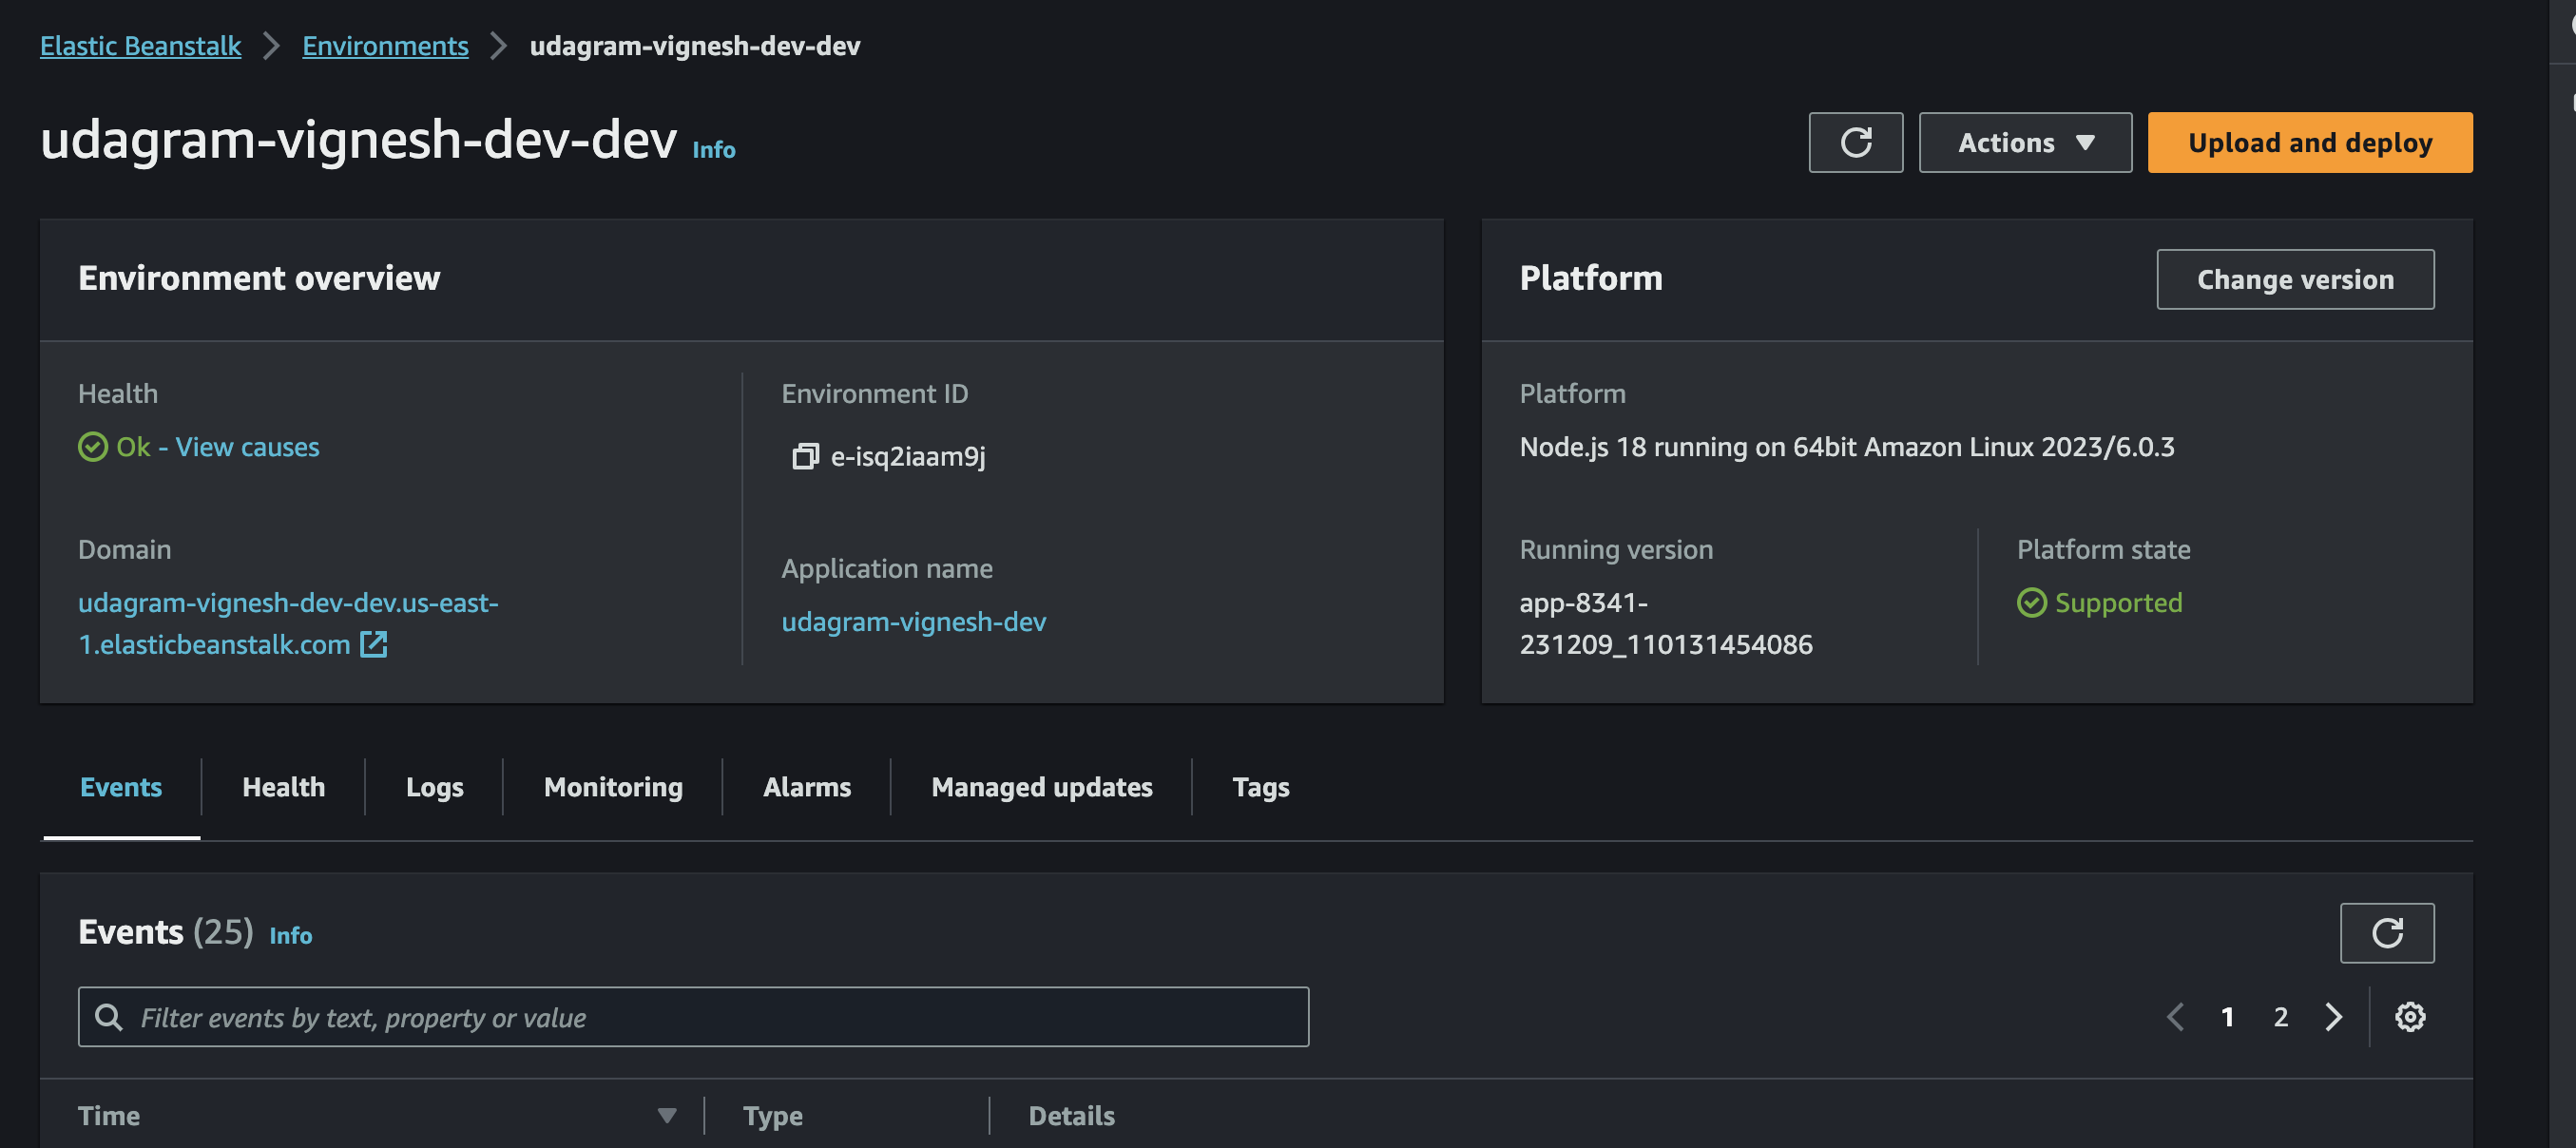 Elastic Beanstalk > Environments > udagram-vignesh-dev-dev
udagram-vignesh-dev-dev Info
Actions
Upload and deploy
Environment overview
Health
Ok - View causes
Domain
udagram-vignesh-dev-dev.us-east-
1.elasticbeanstalk.com
Environment ID
e-isq2iaam9j
Application name
udagram-vignesh-dev
Platform
Change version
Platform
Node.js 18 running on 64bit Amazon Linux 2023/6.0.3
Running version
app-8341-
231209_110131454086
Platform state
Supported
Events Health Logs Monitoring Alarms Managed updates Tags
Events (25) Info
Filter events by text, property or value
1 2
Time Type Details